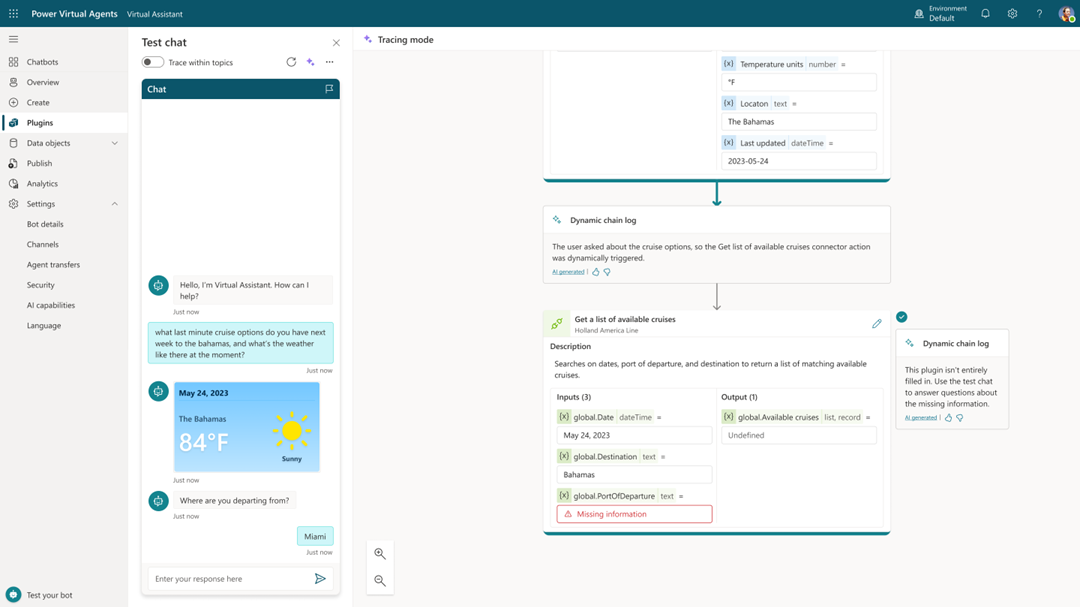 Power Virtual Agents
Virtual Assistant
Environment
Default
?
Chatbots
Overview
Create
Plugins
Data objects
Publish
Analytics
Settings
Bot details
Channels
Agent transfers
Security
AI capabilities
Language
Test your bot
Test chat
Trace within topics
Chat
Hello, I'm Virtual Assistant. How can I
help?
Just now
what last minute cruise options do you have next
week to the bahamas, and what's the weather
like there at the moment?
Just now
May 24, 2023
The Bahamas
84°F
Sunny
Just now
Where are you departing from?
Just now
Miami
Just now
Enter your response here
Tracing mode
{x} Temperature units number =
°F
{x} Locaton text =
The Bahamas
{x} Last updated dateTime =
2023-05-24
Dynamic chain log
The user asked about the cruise options, so the Get list of available cruises connector action
was dynamically triggered.
AI generated
Get a list of available cruises
Holland America Line
Description
Searches on dates, port of departure, and destination to return a list of matching available
cruises.
Inputs (3)
{x} global.Date dateTime =
May 24, 2023
{x} global.Destination text =
Bahamas
{x} global.PortOfDeparture text =
Missing information
Output (1)
{x} global.Available cruises list, record =
Undefined
Dynamic chain log
This plugin isn't entirely
filled in. Use the test chat
to answer questions about
the missing information.
AI generated